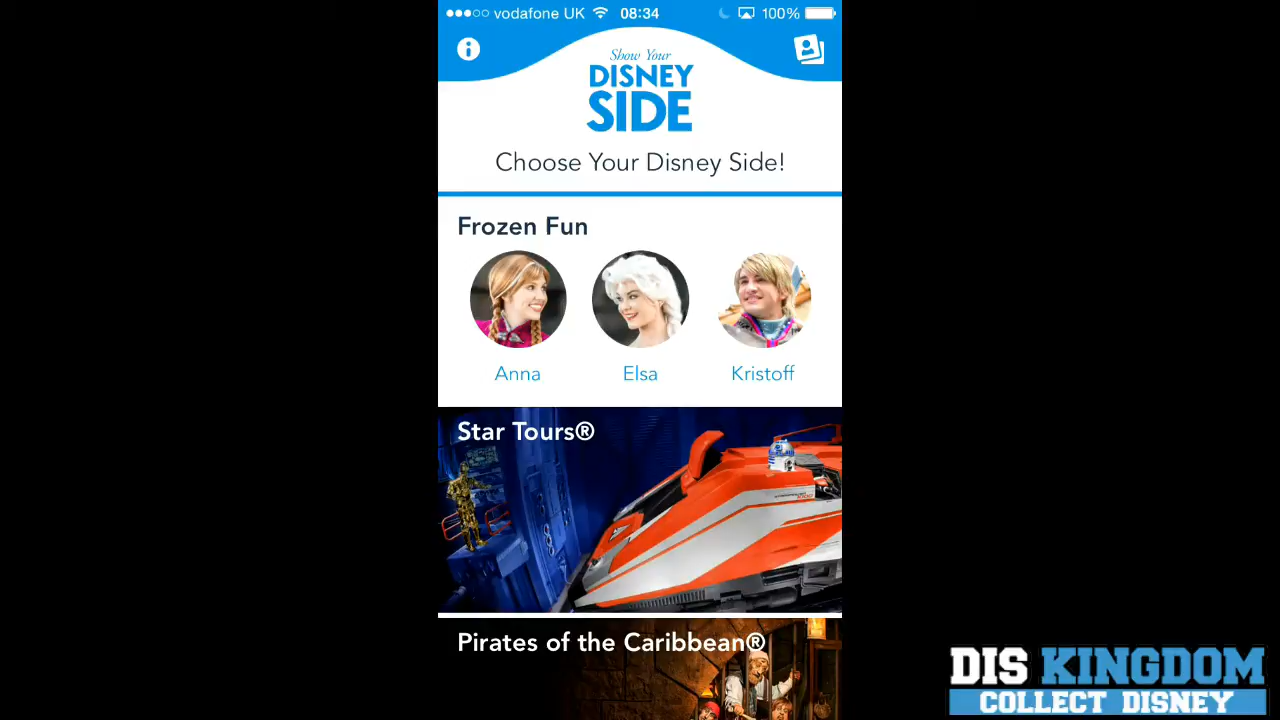 vodafone UK 08:34 100%
Show Your
DISNEY
SIDE
Choose Your Disney Side!
Frozen Fun
Anna Elsa Kristoff
Star Tours®
Pirates of the Caribbean®
DIS KINGDOM
COLLECT DISNEY